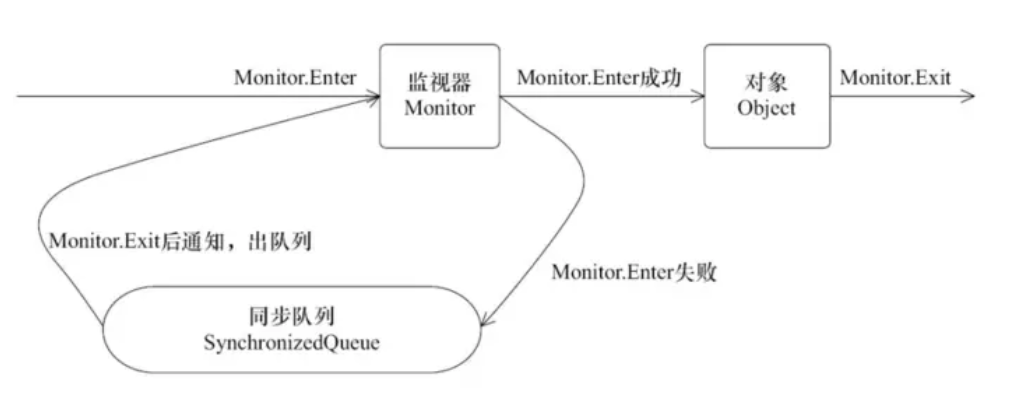 Monitor.Enter
监视器
Monitor
Monitor.Enter成功
对象
Object
Monitor.Exit
Monitor.Exit后通知，出队列
Monitor.Enter失败
同步队列
SynchronizedQueue